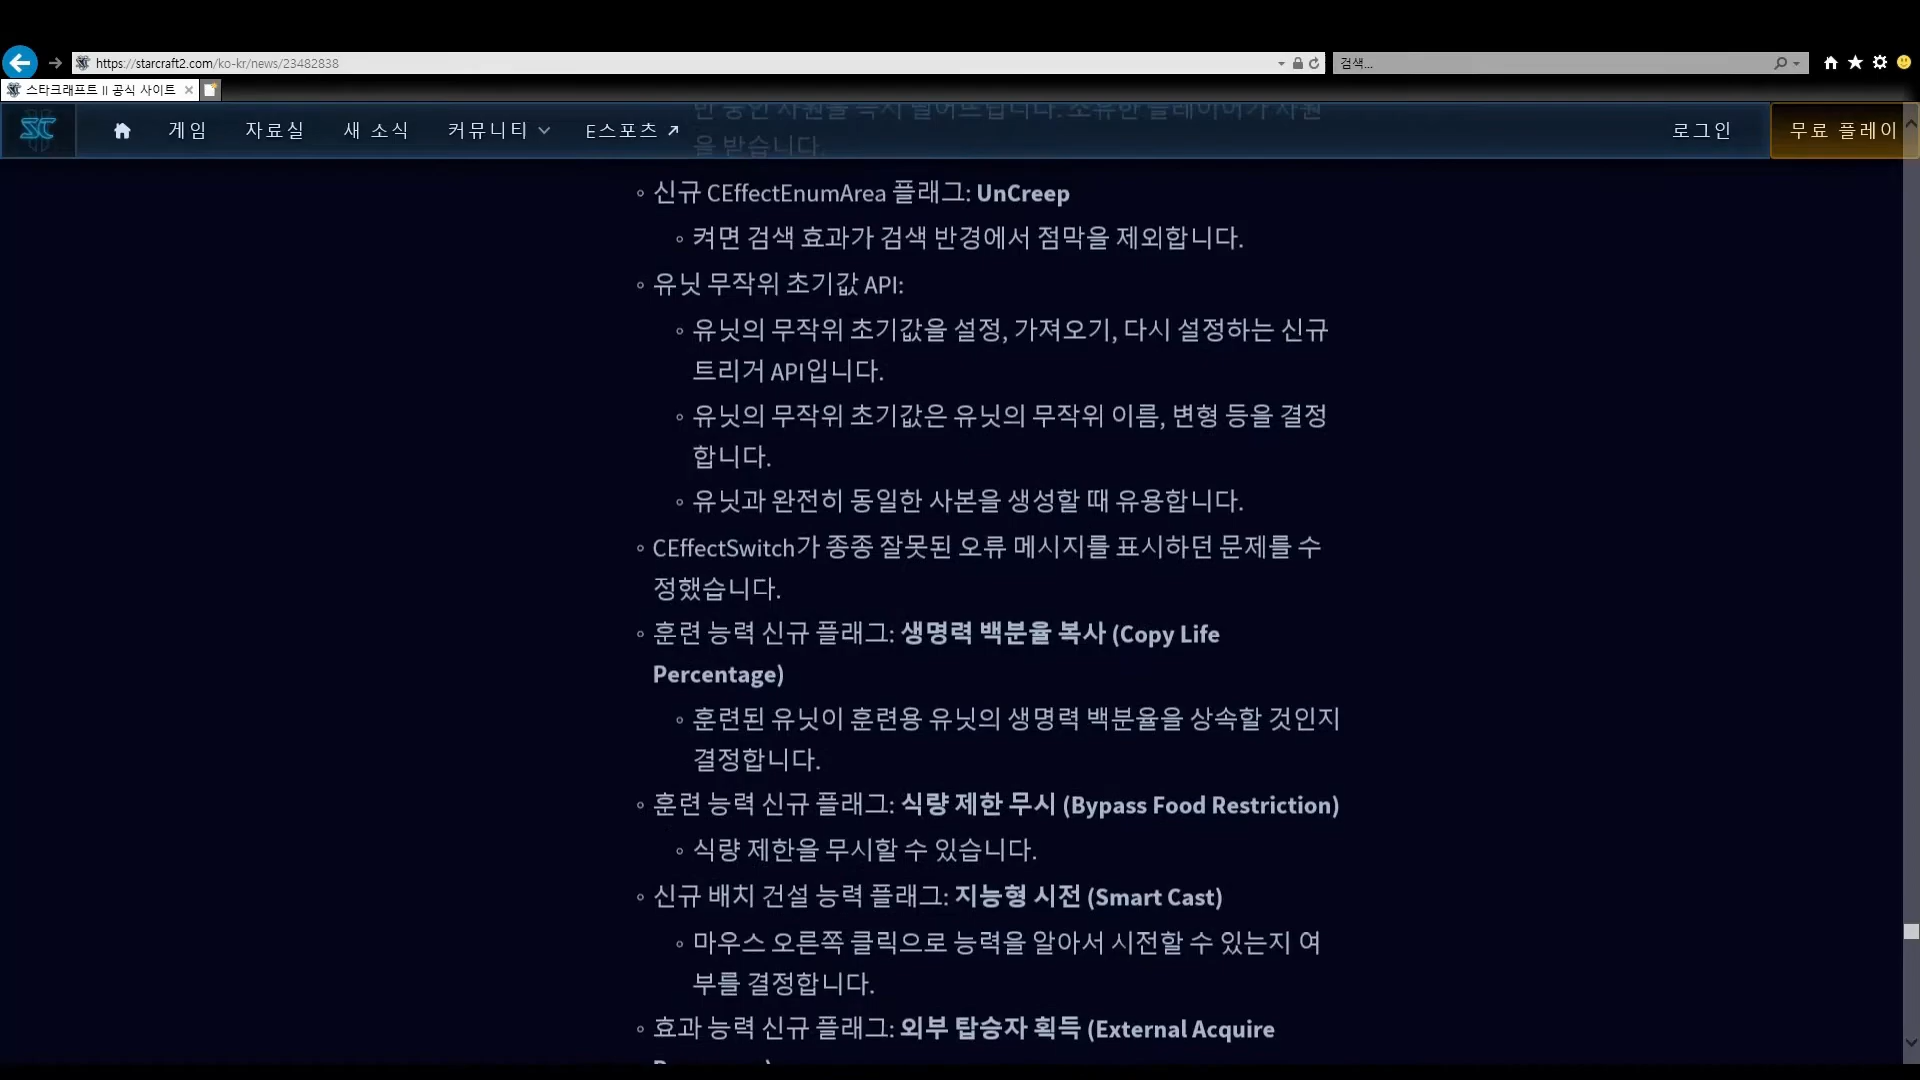 https://starcraft2.com/ko-kr/news/23482838
검색...
스타크래프트 II 공식 사이트
게임
자료실
새 소식
커뮤니티
E스포츠
로그인
무료 플레이
을 받습니다.
신규 CEffectEnumArea 플래그: UnCreep
켜면 검색 효과가 검색 반경에서 점막을 제외합니다.
유닛 무작위 초기값 API:
유닛의 무작위 초기값을 설정, 가져오기, 다시 설정하는 신규
트리거 API입니다.
유닛의 무작위 초기값은 유닛의 무작위 이름, 변형 등을 결정
합니다.
유닛과 완전히 동일한 사본을 생성할 때 유용합니다.
CEffectSwitch가 종종 잘못된 오류 메시지를 표시하던 문제를 수
정했습니다.
훈련 능력 신규 플래그: 생명력 백분율 복사 (Copy Life
Percentage)
훈련된 유닛이 훈련용 유닛의 생명력 백분율을 상속할 것인지
결정합니다.
훈련 능력 신규 플래그: 식량 제한 무시 (Bypass Food Restriction)
식량 제한을 무시할 수 있습니다.
신규 배치 건설 능력 플래그: 지능형 시전 (Smart Cast)
마우스 오른쪽 클릭으로 능력을 알아서 시전할 수 있는지 여
부를 결정합니다.
효과 능력 신규 플래그: 외부 탑승자 획득 (External Acquire